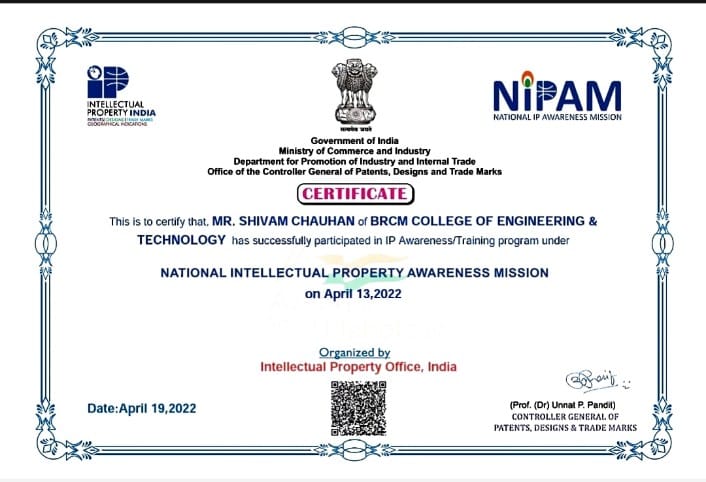 INTELLECTUAL
PROPERTY INDIA
PATENTS | DESIGNS | TRADE MARKS
GEOGRAPHICAL INDICATIONS
सत्यमेव जयते
NIPAM
NATIONAL IP AWARENESS MISSION
Government of India
Ministry of Commerce and Industry
Department for Promotion of Industry and Internal Trade
Office of the Controller General of Patents, Designs and Trade Marks
CERTIFICATE
This is to certify that, MR. SHIVAM CHAUHAN of BRCM COLLEGE OF ENGINEERING &
TECHNOLOGY has successfully participated in IP Awareness/Training program under
NATIONAL INTELLECTUAL PROPERTY AWARENESS MISSION
on April 13,2022
Organized by
Intellectual Property Office, India
Date:April 19,2022
(Prof. (Dr) Unnat P. Pandit)
CONTROLLER GENERAL OF
PATENTS, DESIGNS & TRADE MARKS